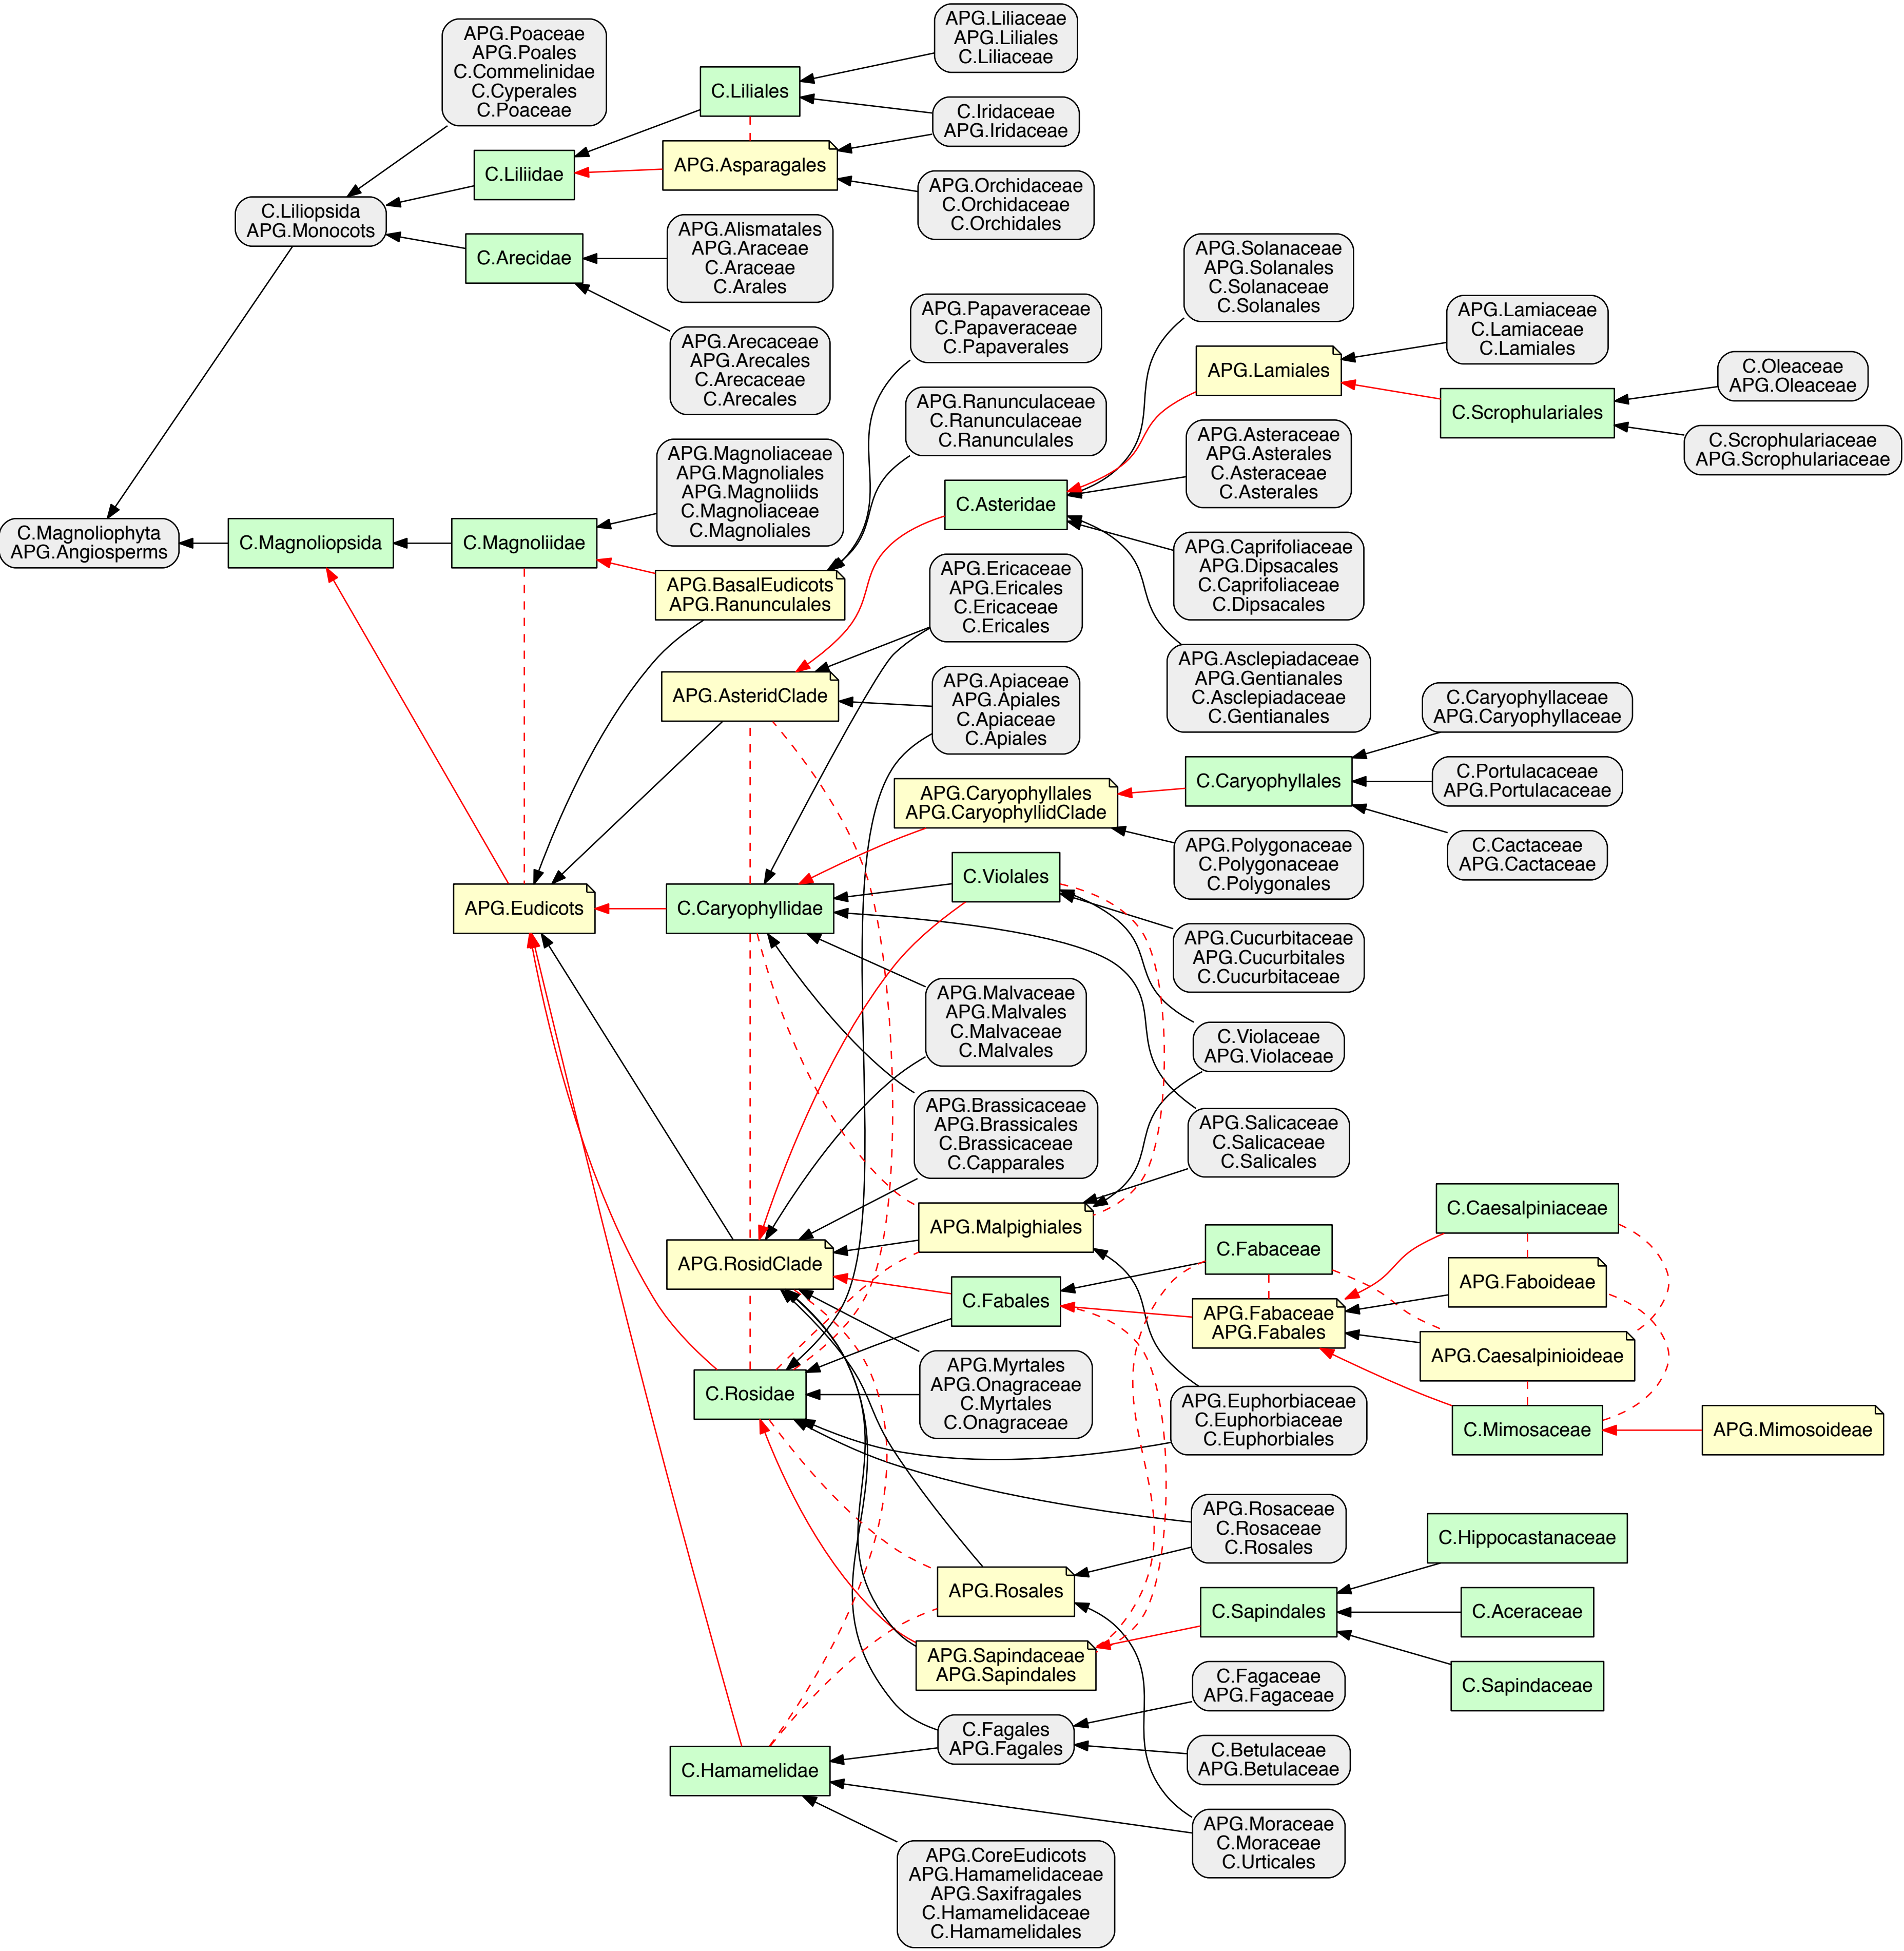 APG.Poaceae
APG.Poales
C.Commelinidae
C.Cyperales
C.Poaceae
C.Liliales
APG.Liliaceae
APG.Liliales
C.Liliaceae
C.Iridaceae
APG.Iridaceae
C.Liliidae
APG.Asparagales
APG.Orchidaceae
C.Orchidaceae
C.Orchidales
C.Liliopsida
APG.Monocots
C.Arecidae
APG.Alismatales
APG.Araceae
C.Araceae
C.Arales
APG.Arecaceae
APG.Arecales
C.Arecaceae
C.Arecales
APG.Papaveraceae
C.Papaveraceae
C.Papaverales
APG.Solanaceae
APG.Solanales
C.Solanaceae
C.Solanales
APG.Lamiaceae
C.Lamiaceae
C.Lamiales
APG.Lamiales
C.Scrophulariales
C.Oleaceae
APG.Oleaceae
C.Scrophulariaceae
APG.Scrophulariaceae
APG.Ranunculaceae
C.Ranunculaceae
C.Ranunculales
APG.Asteraceae
APG.Asterales
C.Asteraceae
C.Asterales
APG.Magnoliaceae
APG.Magnoliales
APG.Magnoliids
C.Magnoliaceae
C.Magnoliales
C.Asteridae
C.Magnoliophyta
APG.Angiosperms
C.Magnoliopsida
C.Magnoliidae
APG.BasalEudicots
APG.Ranunculales
APG.Caprifoliaceae
APG.Dipsacales
C.Caprifoliaceae
C.Dipsacales
APG.Ericaceae
APG.Ericales
C.Ericaceae
C.Ericales
APG.Asclepiadaceae
APG.Gentianales
C.Asclepiadaceae
C.Gentianales
APG.AsteridClade
APG.Apiaceae
APG.Apiales
C.Apiaceae
C.Apiales
C.Caryophyllaceae
APG.Caryophyllaceae
C.Caryophyllales
C.Portulacaceae
APG.Portulacaceae
APG.Caryophyllales
APG.CaryophyllidClade
C.Cactaceae
APG.Cactaceae
APG.Polygonaceae
C.Polygonaceae
C.Polygonales
C.Violales
APG.Eudicots
C.Caryophyllidae
APG.Cucurbitaceae
APG.Cucurbitales
C.Cucurbitaceae
APG.Malvaceae
APG.Malvales
C.Malvaceae
C.Malvales
C.Violaceae
APG.Violaceae
APG.Brassicaceae
APG.Brassicales
C.Brassicaceae
C.Capparales
APG.Salicaceae
C.Salicaceae
C.Salicales
APG.Malpighiales
C.Caesalpiniaceae
C.Fabaceae
APG.RosidClade
C.Fabales
APG.Faboideae
APG.Fabaceae
APG.Fabales
APG.Caesalpinioideae
C.Rosidae
APG.Myrtales
APG.Onagraceae
C.Myrtales
C.Onagraceae
APG.Euphorbiaceae
C.Euphorbiaceae
C.Euphorbiales
C.Mimosaceae
APG.Mimosoideae
APG.Rosaceae
C.Rosaceae
C.Rosales
C.Hippocastanaceae
APG.Rosales
C.Sapindales
C.Aceraceae
APG.Sapindaceae
APG.Sapindales
C.Sapindaceae
C.Fagaceae
APG.Fagaceae
C.Fagales
APG.Fagales
C.Hamamelidae
C.Betulaceae
APG.Betulaceae
APG.Moraceae
C.Moraceae
C.Urticales
APG.CoreEudicots
APG.Hamamelidaceae
APG.Saxifragales
C.Hamamelidaceae
C.Hamamelidales